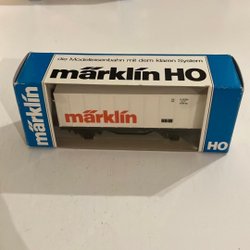 die Modelleisenbahn mit dem klaren System
märklin HO
märklin
märklin
HO